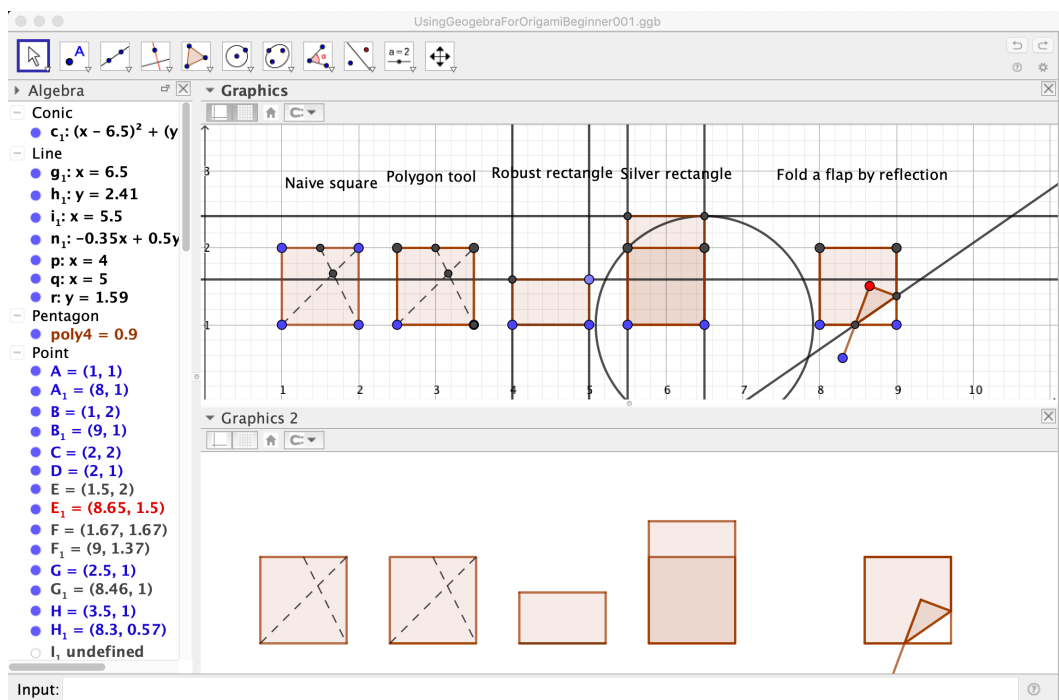 UsingGeogebraForOrigamiBeginner001.ggb
A
a=2
Algebra
Conic
c₁: (x – 6.5)² + (y
Line
g₁: x = 6.5
h₁: y = 2.41
i₁: x = 5.5
n₁: -0.35x + 0.5y
p: x = 4
q: x = 5
r: y = 1.59
Pentagon
poly4 = 0.9
Point
A = (1, 1)
A₁ = (8, 1)
B = (1, 2)
B₁ = (9, 1)
C = (2, 2)
D = (2, 1)
E = (1.5, 2)
E₁ = (8.65, 1.5)
F = (1.67, 1.67)
F₁ = (9, 1.37)
G = (2.5, 1)
G₁ = (8.46, 1)
H = (3.5, 1)
H₁ = (8.3, 0.57)
I₁ undefined
Graphics
Naive square Polygon tool Robust rectangle Silver rectangle Fold a flap by reflection
3
2
1
1 2 3 4 5 6 7 8 9 10
Graphics 2
Input: